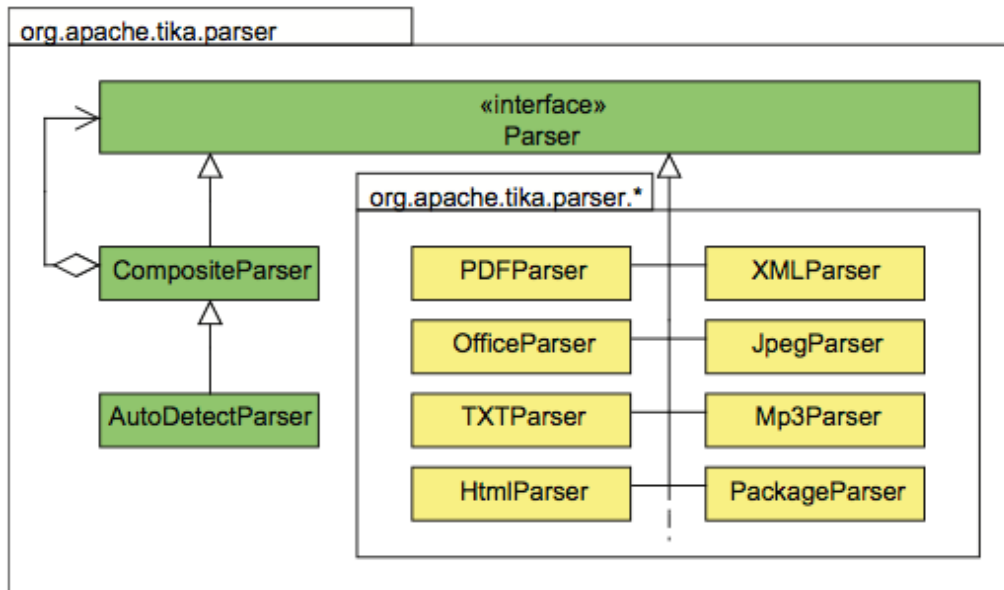 org.apache.tika.parser
«interface»
Parser
org.apache.tika.parser.*
CompositeParser
PDFParser
XMLParser
OfficeParser
JpegParser
AutoDetectParser
TXTParser
Mp3Parser
HtmlParser
PackageParser